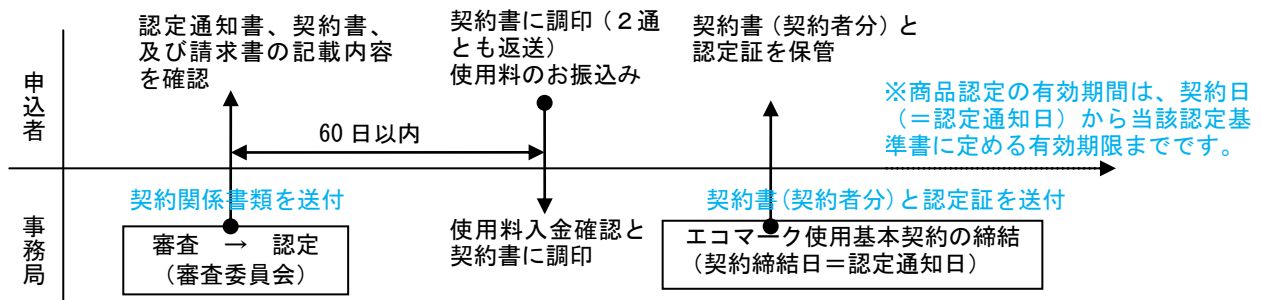 認定通知書、契約書、
及び請求書の記載内容
を確認
契約書に調印（２通
とも返送）
使用料のお振込み
契約書（契約者分）と
認定証を保管
申込者
※商品認定の有効期間は、契約日
（＝認定通知日）から当該認定基
準書に定める有効期限までです。
60 日以内
契約関係書類を送付
契約書（契約者分）と認定証を送付
事務局
審査　→　認定
（審査委員会）
使用料入金確認と
契約書に調印
エコマーク使用基本契約の締結
（契約締結日＝認定通知日）